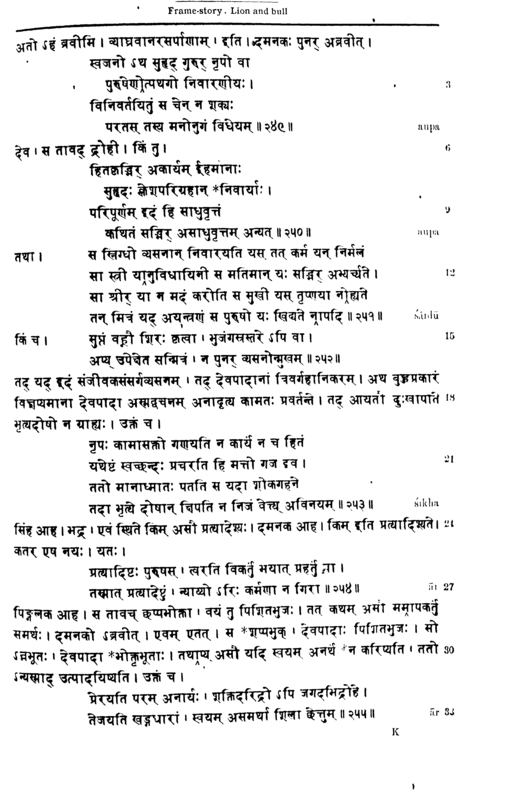 Frame-story. Lion and bull
अतो ऽहं ब्रवीमि । व्याघ्रवानरसर्पाणाम् । इति । दमनकः पुनर् अब्रवीत् ।
स्वजनो ऽथ सुहृद् गुरुर् नृपो वा
पुरुषेणोत्पथगो निवारणीयः । 3
विनिवर्तयितुं स चेन् न शक्यः
परतस् तस्य मनोनुगं विधेयम् ॥ २४९ ॥ aupa
देव । स तावद् द्रोही । किं तु । 6
हितकृद्भिर् अकार्यम् ईहमानाः
सुहृदः क्लेशपरिग्रहान् *निवार्याः ।
परिपूर्णम् इदं हि साधुवृत्तं 9
कथितं सद्भिर् असाधुवृत्तम् अन्यत् ॥ २५० ॥ aupa
तथा । स स्निग्धो व्यसनान् निवारयति यस् तत् कर्म यन् निर्मलं
सा स्त्री यानुविधायिनी स मतिमान् यः सद्भिर् अभ्यर्च्यते । 12
सा श्रीर् या न मदं करोति स सुखी यस् तृष्णया नोह्यते
तन् मित्रं यद् अयन्त्रणं स पुरुषो यः खिद्यते नापदि ॥ २५१ ॥ śārdū
किं च । सुप्तं वह्नौ शिरः कृत्वा । भुजंगस्रस्तरे ऽपि वा । 15
अप्य् उपेक्षेत सन्मित्रं । न पुनर् व्यसनोन्मुखम् ॥ २५२ ॥
तद् यद् इदं संजीवकसंसर्गव्यसनम् । तद् देवपादानां त्रिवर्गहानिकरम् । अथ बहुप्रकारं
विज्ञप्यमाना देवपादा अस्मद्वचनम् अनादृत्य कामतः प्रवर्तन्ते । तद् आयतौ दुःखापाते 18
भृत्यदोषो न ग्राह्यः । उक्तं च ।
नृपः कामासक्तो गणयति न कार्यं न च हितं
यथेष्टं स्वच्छन्दः प्रचरति हि मत्तो गज इव । 21
ततो मानाध्मातः पतति स यदा शोकगहने
तदा भृत्ये दोषान् क्षिपति न निजं वेत्त्य् अविनयम् ॥ २५३ ॥ śikha
सिंह आह । भद्र । एवं स्थिते किम् असौ प्रत्यादेश्यः । दमनक आह । किम् इति प्रत्यादिश्यते । 24
कतर एष नयः । यतः ।
प्रत्यादिष्टः पुरुषस् । त्वरति विकर्तुं भयात् प्रहर्तुं वा ।
तस्मात् प्रत्यादेष्टुं । न्याय्यो ऽरिः कर्मणा न गिरा ॥ २५४ ॥ ār 27
पिङ्गलक आह । स तावच् छष्पभोक्ता । वयं तु पिशितभुजः । तत् कथम् असौ ममापकर्तुं
समर्थः । दमनको ऽब्रवीत् । एवम् एतत् । स *शष्पभुक् । देवपादाः पिशितभुजः । सो
ऽन्नभूतः । देवपादा *भोक्तृभूताः । तथाप्य् असौ यदि स्वयम् अनर्थं *न करिष्यति । ततो 30
ऽन्यस्माद् उत्पादयिष्यति । उक्तं च ।
प्रेरयति परम् अनार्यः । शक्तिदरिद्रो ऽपि जगदभिद्रोहे ।
तेजयति खड्गधारां । स्वयम् असमर्था शिला छेत्तुम् ॥ २५५ ॥ ār 33
K